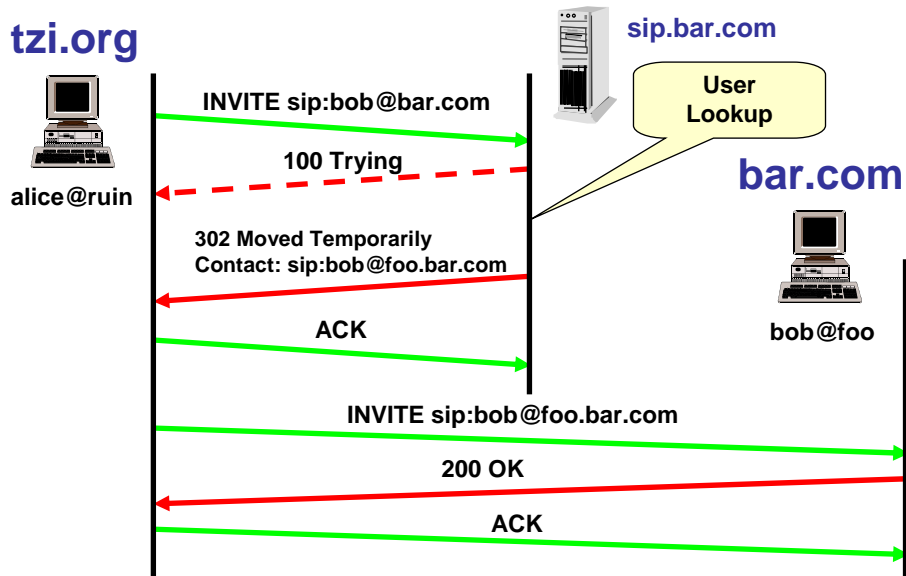 tzi.org
sip.bar.com
User
Lookup
INVITE sip:bob@bar.com
100 Trying
alice@ruin
bar.com
302 Moved Temporarily
Contact: sip:bob@foo.bar.com
ACK
bob@foo
INVITE sip:bob@foo.bar.com
200 OK
ACK